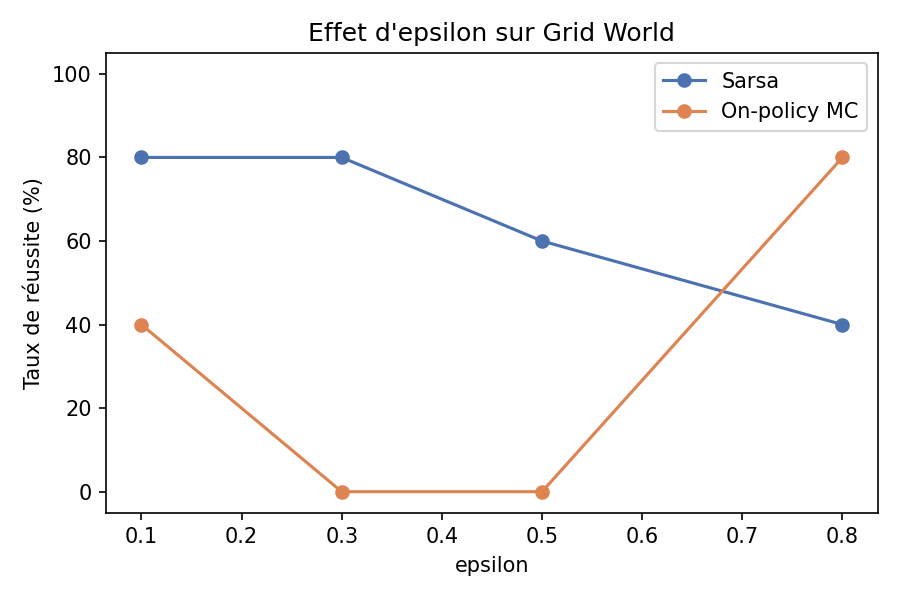 Effet d'epsilon sur Grid World
Sarsa
On-policy MC
Taux de réussite (%)
100
80
60
40
20
0
0.1 0.2 0.3 0.4 0.5 0.6 0.7 0.8
epsilon